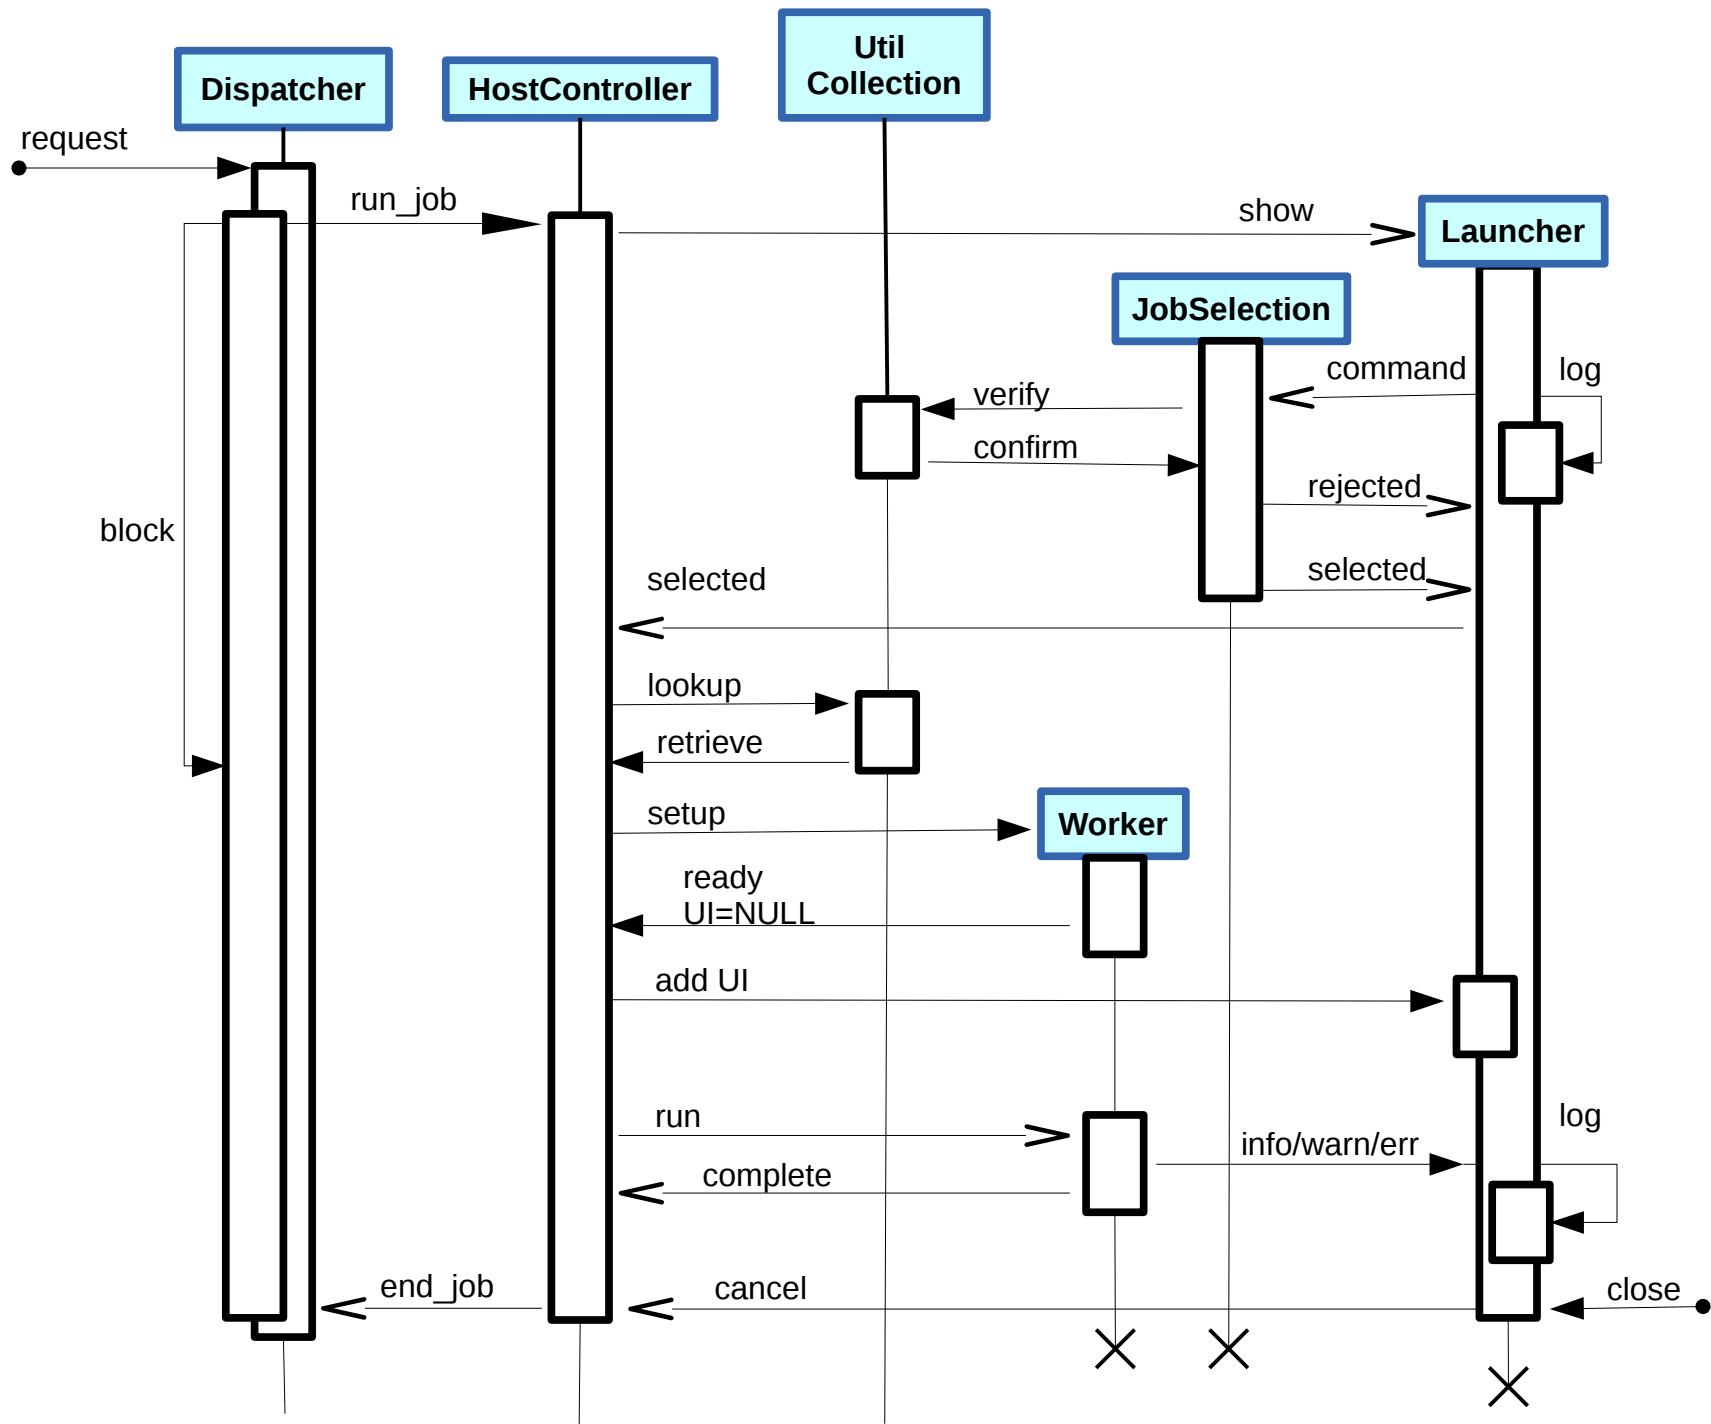 Util
Collection
Dispatcher
HostController
request
run_job
show
Launcher
JobSelection
command
log
verify
confirm
rejected
block
selected
selected
lookup
retrieve
setup
Worker
ready
UI=NULL
add UI
run
log
info/warn/err
complete
end_job
cancel
close